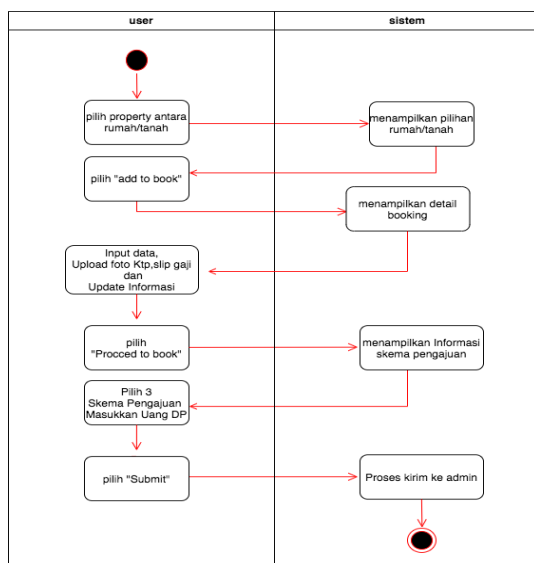 user
sistem
pilih property antara
rumah/tanah
menampilkan pilihan
rumah/tanah
pilih "add to book"
menampilkan detail
booking
Input data,
Upload foto Ktp,slip gaji
dan
Update Informasi
pilih
"Procced to book"
menampilkan Informasi
skema pengajuan
Pilih 3
Skema Pengajuan
Masukkan Uang DP
pilih "Submit"
Proses kirim ke admin